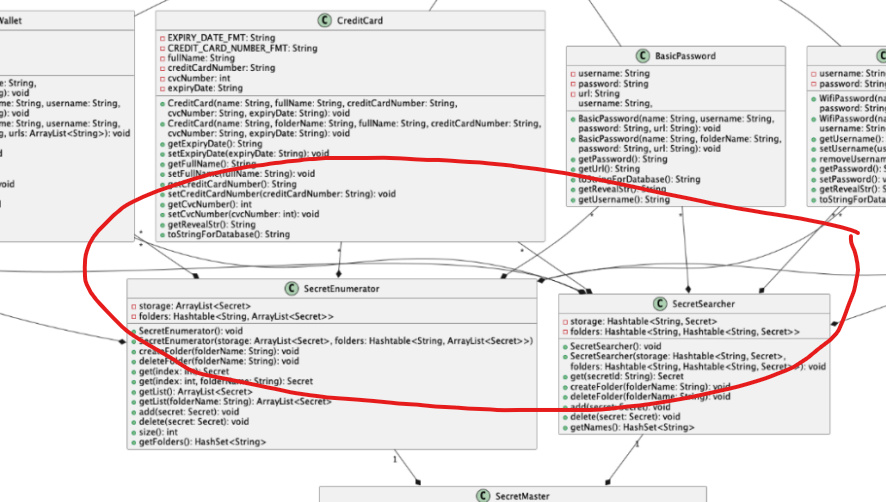 Wallet
e: String,
g): void
me: String, username: String,
g): void
me: String, username: String,
g, urls: ArrayList<String>): void
d
void
d
C CreditCard
EXPIRY_DATE_FMT: String
CREDIT_CARD_NUMBER_FMT: String
fullName: String
creditCardNumber: String
cvcNumber: int
expiryDate: String
CreditCard(name: String, fullName: String, creditCardNumber: String,
cvcNumber: String, expiryDate: String): void
CreditCard(name: String, folderName: String, fullName: String, creditCardNumber: String,
cvcNumber: String, expiryDate: String): void
getExpiryDate(): String
setExpiryDate(expiryDate: String): void
getFullName(): String
setFullName(fullName: String): void
getCreditCardNumber(): String
setCreditCardNumber(creditCardNumber: String): void
getCvcNumber(): int
setCvcNumber(cvcNumber: int): void
getRevealStr(): String
toStringForDatabase(): String
C BasicPassword
username: String
password: String
url: String
username: String,
BasicPassword(name: String, username: String,
password: String, url: String): void
BasicPassword(name: String, folderName: String,
password: String, url: String): void
getPassword(): String
getUrl(): String
toStringForDatabase(): String
getRevealStr(): String
getUsername(): String
C
username: Strin
password: String
WifiPassword(na
password: String
WifiPassword(na
username: Strin
getUsername():
setUsername(us
removeUsernam
getPassword(): S
setPassword(): v
getRevealStr(): S
toStringForData
* * * * * * * *
C SecretEnumerator
storage: ArrayList<Secret>
folders: Hashtable<String, ArrayList<Secret>>
SecretEnumerator(): void
SecretEnumerator(storage: ArrayList<Secret>, folders: Hashtable<String, ArrayList<Secret>>)
createFolder(folderName: String): void
deleteFolder(folderName: String): void
get(index: int): Secret
get(index: int, folderName: String): Secret
getList(): ArrayList<Secret>
getList(folderName: String): ArrayList<Secret>
add(secret: Secret): void
delete(secret: Secret): void
size(): int
getFolders(): HashSet<String>
C SecretSearcher
storage: Hashtable<String, Secret>
folders: Hashtable<String, Hashtable<String, Secret>>
SecretSearcher(): void
SecretSearcher(storage: Hashtable<String, Secret>,
folders: Hashtable<String, Hashtable<String, Secret>>): void
get(secretId: String): Secret
createFolder(folderName: String): void
deleteFolder(folderName: String): void
add(secret: Secret): void
delete(secret: Secret): void
getNames(): HashSet<String>
1 1
C SecretMaster